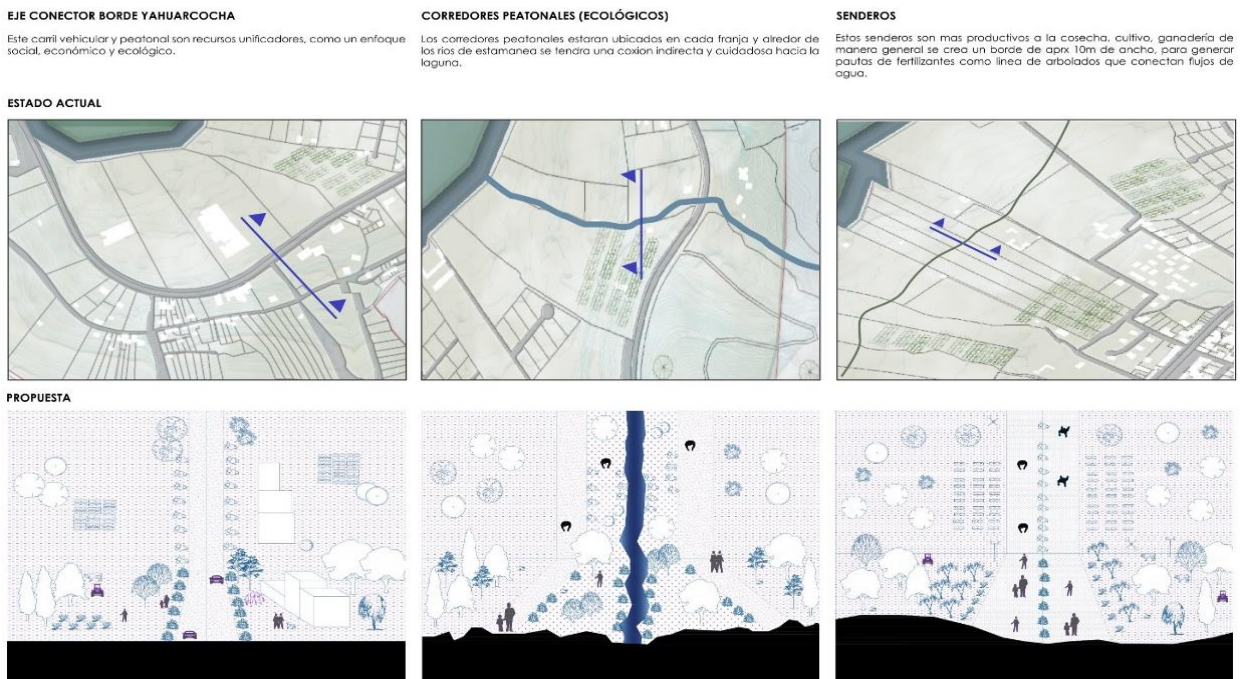 EJE CONECTOR BORDE YAHUARCOCHA
Este carril vehicular y peatonal son recursos unificadores, como un enfoque
social, económico y ecológico.
CORREDORES PEATONALES (ECOLÓGICOS)
Los corredores peatonales estaran ubicados en cada franja y alredor de
los rios de estamanea se tendra una coxion indirecta y cuidadosa hacia la
laguna.
SENDEROS
Estos senderos son mas productivos a la cosecha, cultivo, ganadería de
manera general se crea un borde de aprx 10m de ancho, para generar
pautas de fertilizantes como linea de arbolados que conectan flujos de
agua.
ESTADO ACTUAL
PROPUESTA